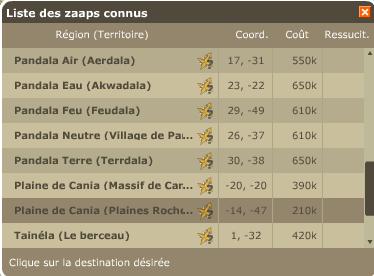 Liste des zaaps connus
Région (Territoire) Coord. Coût Ressucit.
Pandala Air (Aerdala) 17, -31 550k
Pandala Eau (Akwadala) 23, -22 650k
Pandala Feu (Feudala) 29, -49 610k
Pandala Neutre (Village de Pa... 26, -37 610k
Pandala Terre (Terrdala) 30, -38 650k
Plaine de Cania (Massif de Car... -20, -20 390k
Plaine de Cania (Plaines Roch... -14, -47 210k
Tainéla (Le berceau) 1, -32 420k
Clique sur la destination désirée